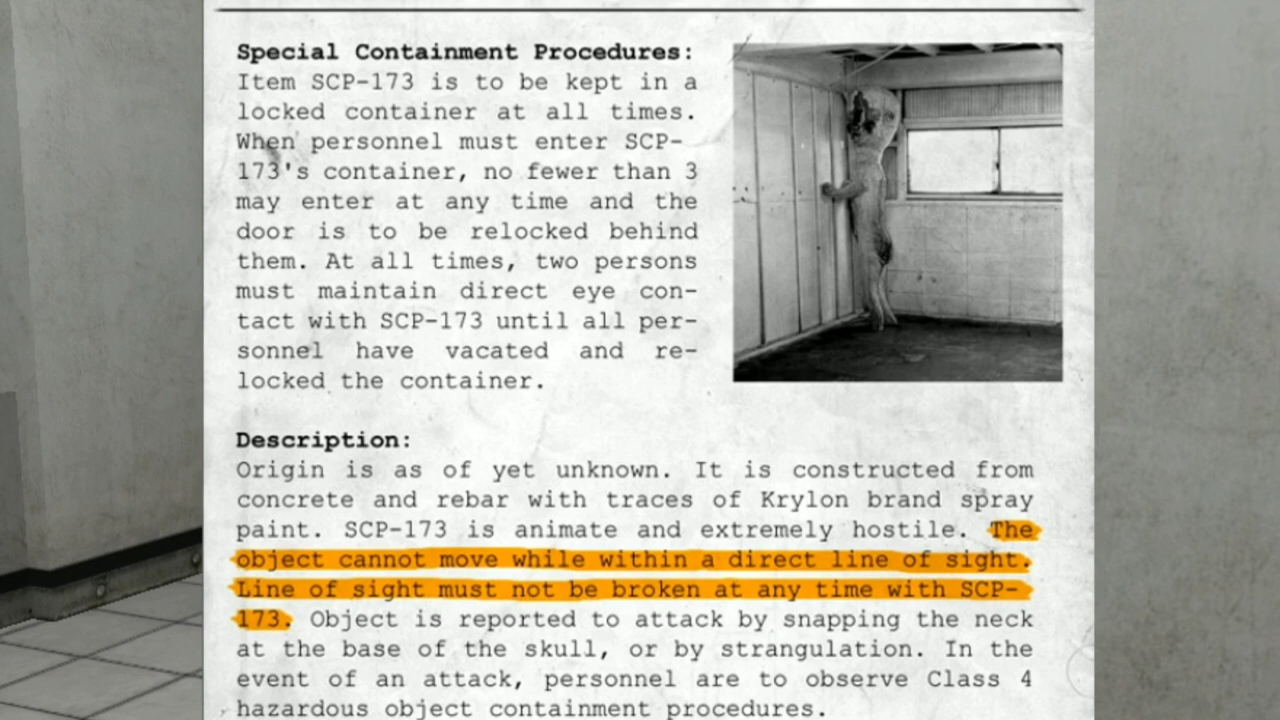 Special Containment Procedures:
Item SCP-173 is to be kept in a
locked container at all times.
When personnel must enter SCP-
173's container, no fewer than 3
may enter at any time and the
door is to be relocked behind
them. At all times, two persons
must maintain direct eye con-
tact with SCP-173 until all per-
sonnel have vacated and re-
locked the container.
Description:
Origin is as of yet unknown. It is constructed from
concrete and rebar with traces of Krylon brand spray
paint. SCP-173 is animate and extremely hostile. The
object cannot move while within a direct line of sight.
Line of sight must not be broken at any time with SCP-
173. Object is reported to attack by snapping the neck
at the base of the skull, or by strangulation. In the
event of an attack, personnel are to observe Class 4
hazardous object containment procedures.